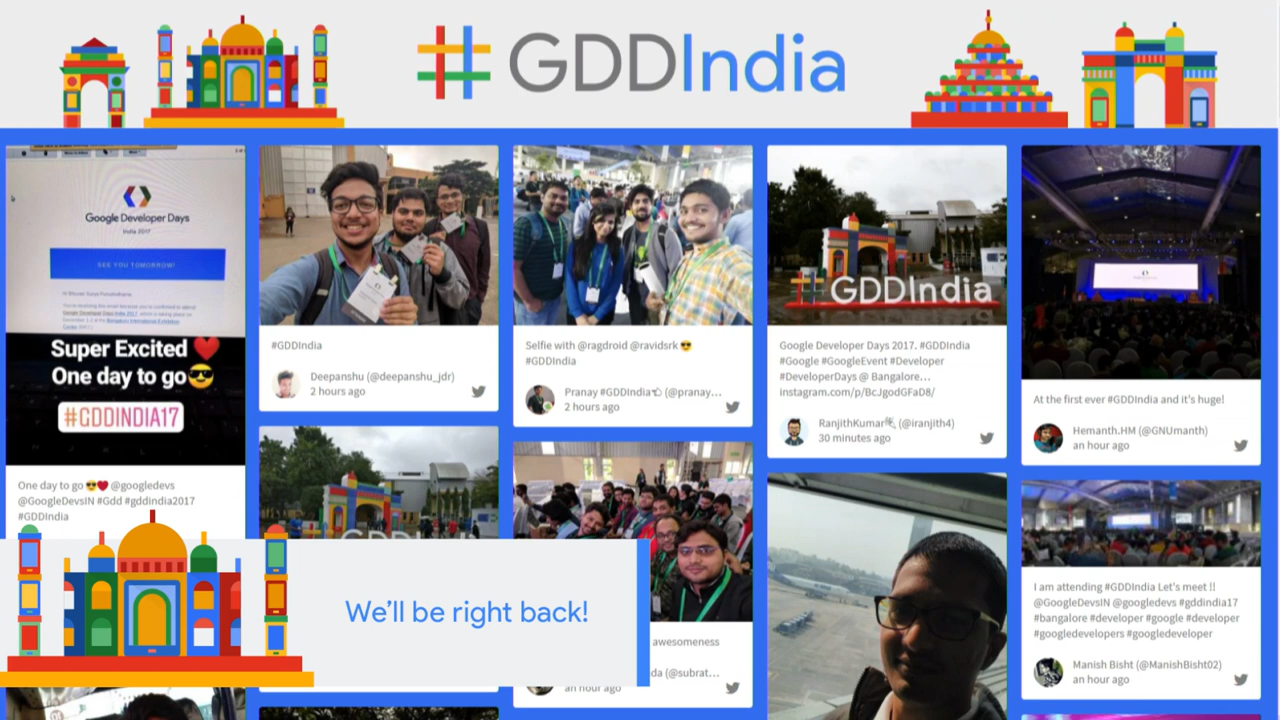 #GDDIndia
Google Developer Days
India 2017
SEE YOU TOMORROW!
Super Excited ❤️
One day to go😎
#GDDINDIA17
One day to go 😎❤️ @googledevs
@GoogleDevsIN #Gdd #gddindia2017
#GDDIndia
#GDDIndia
Deepanshu (@deepanshu_jdr)
2 hours ago
Selfie with @ragdroid @ravidsrk 😎
#GDDIndia
Pranay #GDDIndia (@pranay…
2 hours ago
awesomeness
da (@subrat…
an hour ago
#GDDIndia
Google Developer Days 2017. #GDDIndia
#Google #GoogleEvent #Developer
#DeveloperDays @ Bangalore…
instagram.com/p/BcJgodGFaD8/
RanjithKumar (@iranjith4)
30 minutes ago
At the first ever #GDDIndia and it's huge!
Hemanth.HM (@GNUmanth)
an hour ago
I am attending #GDDIndia Let's meet !!
@GoogleDevsIN @googledevs #gddindia17
#bangalore #developer #google #developer
#googledevelopers #googledeveloper
Manish Bisht (@ManishBisht02)
an hour ago
We'll be right back!